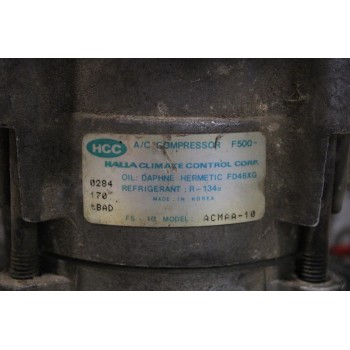 HCC A/C COMPRESSOR F500-
HALLA CLIMATE CONTROL CORP.
OIL: DAPHNE HERMETIC FD46XG
0284 REFRIGERANT : R-134a
170 MADE IN KOREA
tBAD
FS-10 MODEL: ACMAA-10